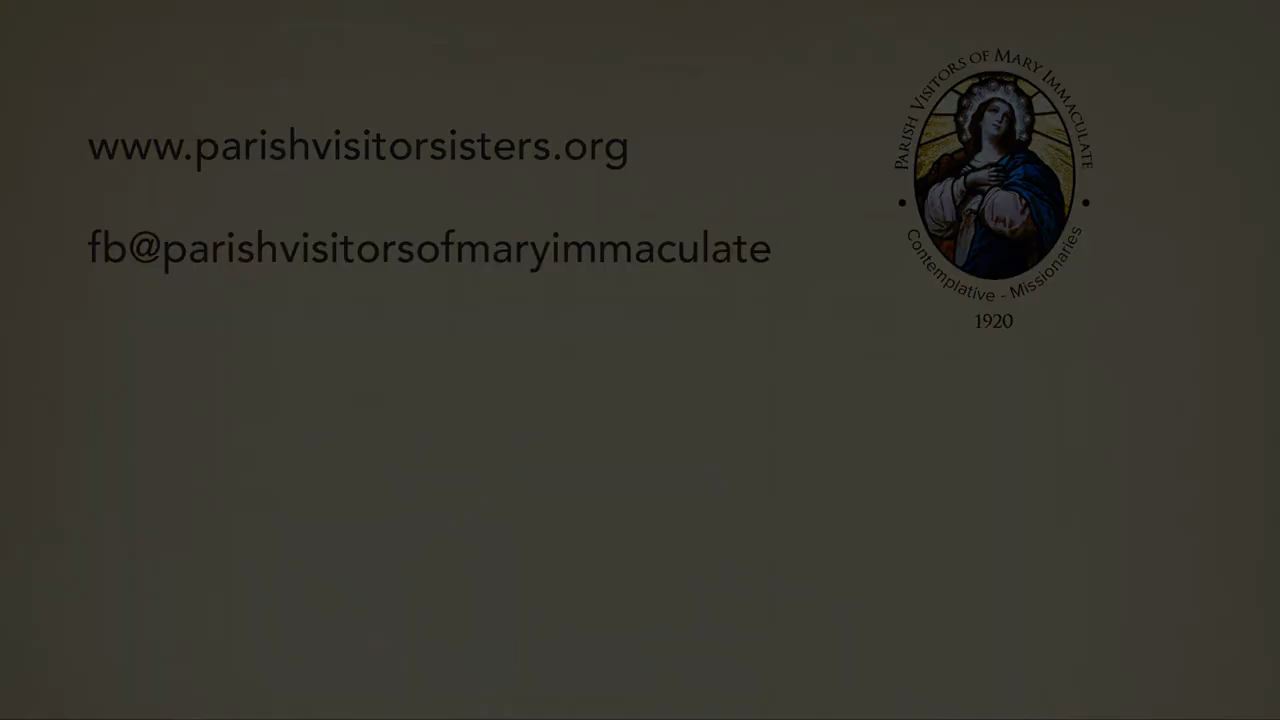 www.parishvisitorsisters.org
fb@parishvisitorsofmaryimmaculate
Parish Visitors of Mary Immaculate
Contemplative - Missionaries
1920